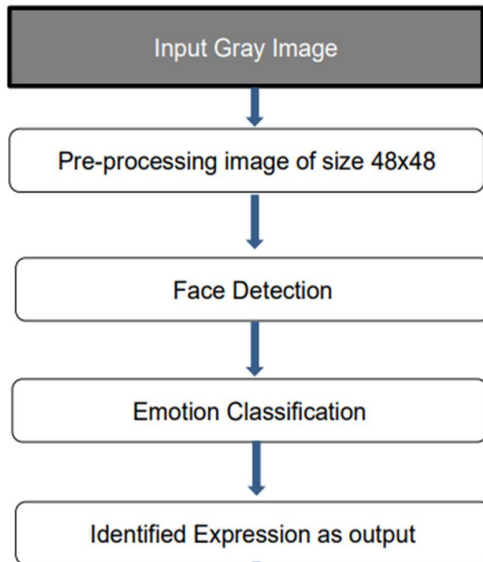 Input Gray Image
Pre-processing image of size 48x48
Face Detection
Emotion Classification
Identified Expression as output